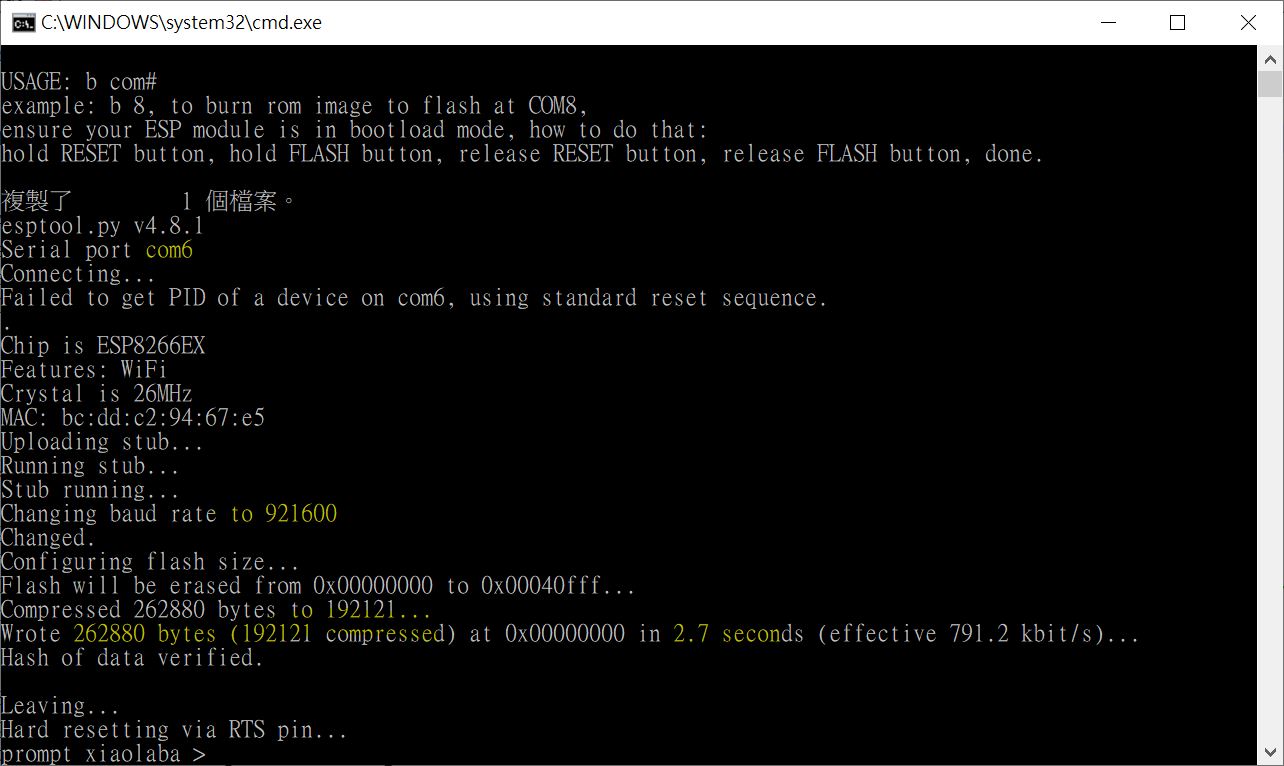 C:\WINDOWS\system32\cmd.exe
USAGE: b com#
example: b 8, to burn rom image to flash at COM8,
ensure your ESP module is in bootload mode, how to do that:
hold RESET button, hold FLASH button, release RESET button, release FLASH button, done.
複製了         1 個檔案。
esptool.py v4.8.1
Serial port com6
Connecting...
Failed to get PID of a device on com6, using standard reset sequence.
.
Chip is ESP8266EX
Features: WiFi
Crystal is 26MHz
MAC: bc:dd:c2:94:67:e5
Uploading stub...
Running stub...
Stub running...
Changing baud rate to 921600
Changed.
Configuring flash size...
Flash will be erased from 0x00000000 to 0x00040fff...
Compressed 262880 bytes to 192121...
Wrote 262880 bytes (192121 compressed) at 0x00000000 in 2.7 seconds (effective 791.2 kbit/s)...
Hash of data verified.
Leaving...
Hard resetting via RTS pin...
prompt xiaolaba >